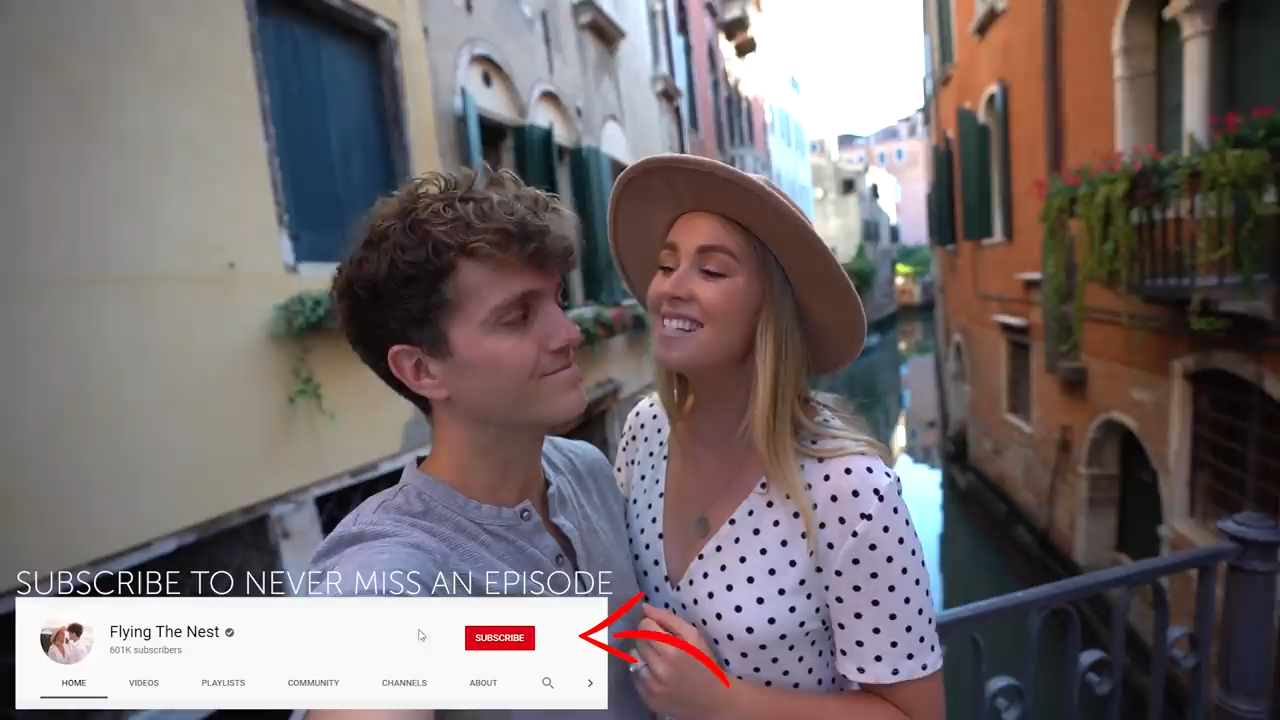 SUBSCRIBE TO NEVER MISS AN EPISODE
Flying The Nest
601K subscribers
SUBSCRIBE
HOME VIDEOS PLAYLISTS COMMUNITY CHANNELS ABOUT